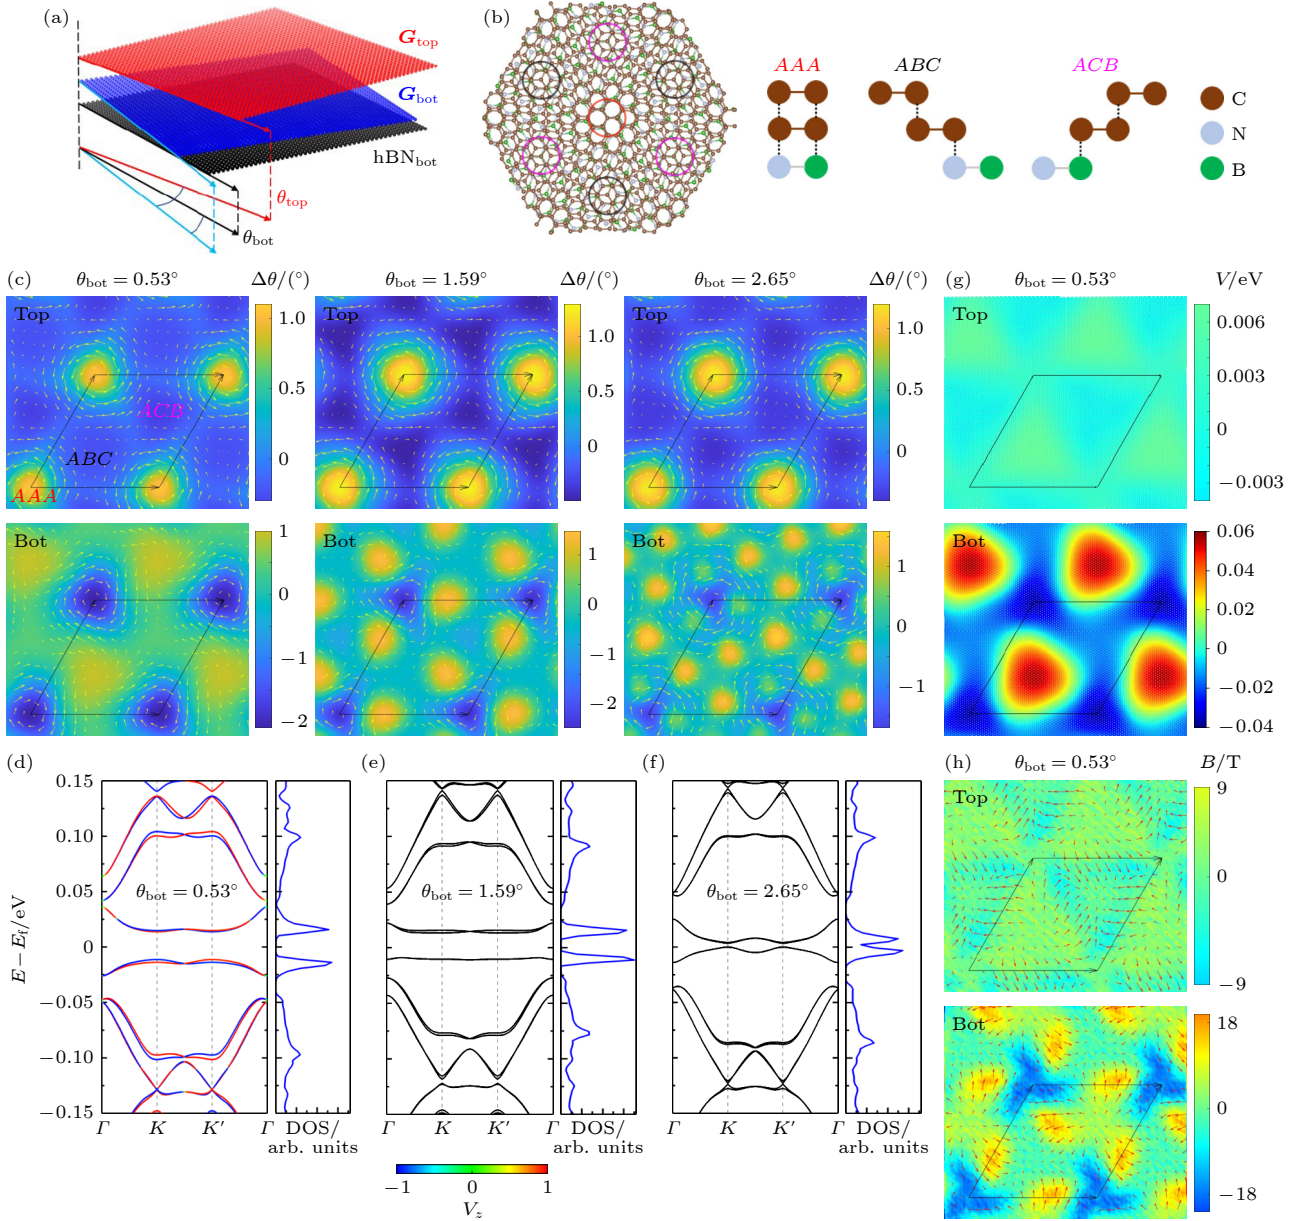 (a)
G_top
G_bot
hBN_bot
θ_top
θ_bot
(b)
AAA
ABC
ACB
C
N
B
(c)
θ_bot = 0.53°
Δθ/(°)
θ_bot = 1.59°
Δθ/(°)
θ_bot = 2.65°
Δθ/(°)
Top
ACB
ABC
AAA
1.0
0.5
0
Top
1.0
0.5
0
Top
1.0
0.5
0
Bot
1
0
−1
−2
Bot
1
0
−1
−2
Bot
1
0
−1
(g)
θ_bot = 0.53°
V/eV
Top
0.006
0.003
0
−0.003
Bot
0.06
0.04
0.02
0
−0.02
−0.04
(d)
E − E_f/eV
0.15
0.10
0.05
0
−0.05
−0.10
−0.15
θ_bot = 0.53°
Γ K K′ Γ
DOS/
arb. units
(e)
θ_bot = 1.59°
Γ K K′ Γ
DOS/
arb. units
(f)
θ_bot = 2.65°
Γ K K′ Γ
DOS/
arb. units
−1 0 1
V_z
(h)
θ_bot = 0.53°
B/T
Top
9
0
−9
Bot
18
0
−18